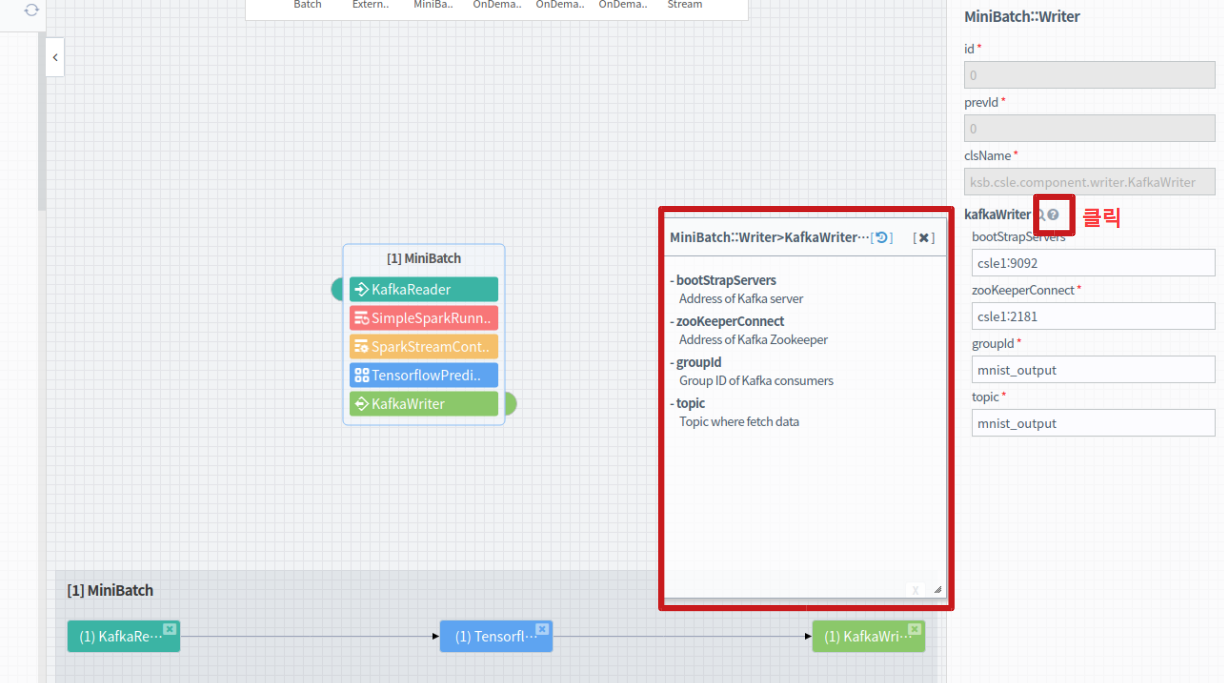 Batch
Extern..
MiniBa..
OnDema..
OnDema..
OnDema..
Stream
[1] MiniBatch
KafkaReader
SimpleSparkRunn..
SparkStreamCont..
TensorflowPredi..
KafkaWriter
MiniBatch::Writer>KafkaWriter⋯[ ] [ ]
- bootStrapServers
Address of Kafka server
- zooKeeperConnect
Address of Kafka Zookeeper
- groupId
Group ID of Kafka consumers
- topic
Topic where fetch data
X
MiniBatch::Writer
id *
0
prevId *
0
clsName *
ksb.csle.component.writer.KafkaWriter
kafkaWriter
클릭
bootStrapServers
csle1:9092
zooKeeperConnect *
csle1:2181
groupId *
mnist_output
topic *
mnist_output
[1] MiniBatch
(1) KafkaRe⋯
(1) Tensorfl⋯
(1) KafkaWri⋯